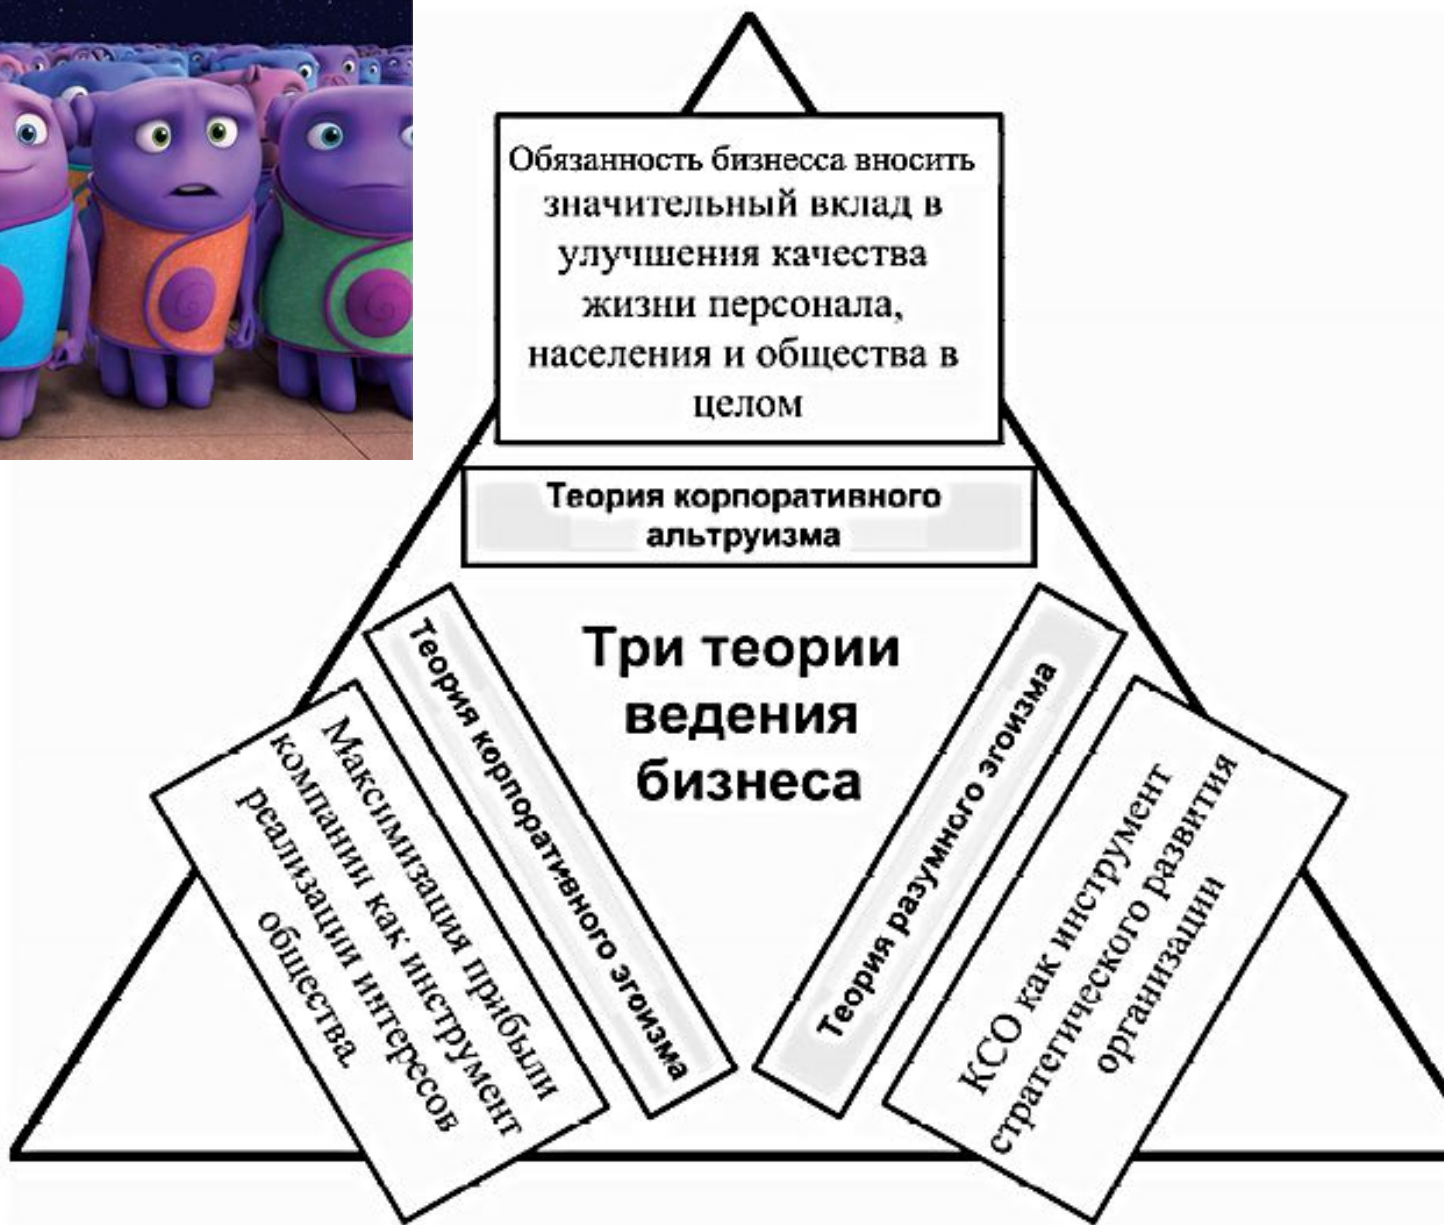 Обязанность бизнесса вносить
значительный вклад в
улучшения качества
жизни персонала,
населения и общества в
целом
Теория корпоративного
альтруизма
Три теории
ведения
бизнеса
Теория корпоративного эгоизма
Максимизация прибыли
компании как инструмент
реализации интересов
общества.
Теория разумного эгоизма
КСО как инструмент
стратегического развития
организации